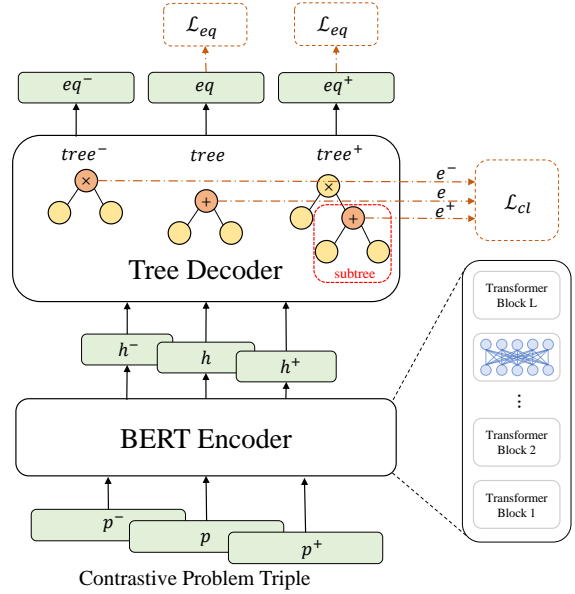 ℒ_eq ℒ_eq
eq⁻ eq eq⁺
tree⁻ tree tree⁺
× + × +
e⁻
e
e⁺
ℒ_cl
subtree
Tree Decoder
h⁻ h h⁺
BERT Encoder
p⁻ p p⁺
Contrastive Problem Triple
Transformer
Block L
⋮
Transformer
Block 2
Transformer
Block 1